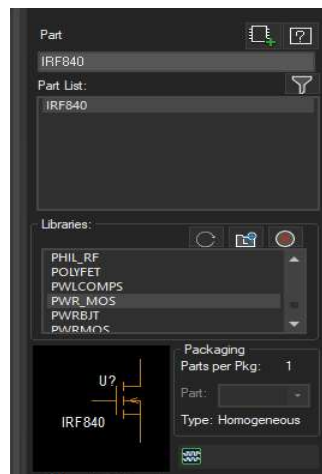 Part
IRF840
Part List:
IRF840
Libraries:
PHIL_RF
POLYFET
PWLCOMPS
PWR_MOS
PWRBJT
PWRMOS
U?
IRF840
Packaging
Parts per Pkg: 1
Part:
Type: Homogeneous